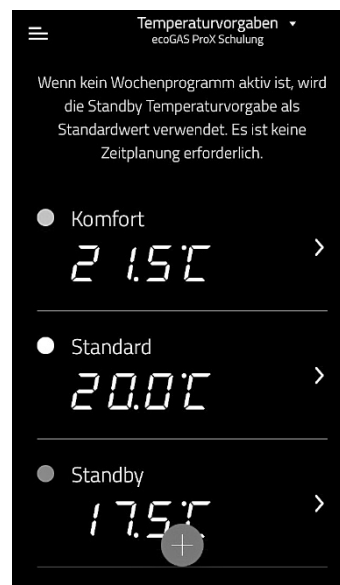 Temperaturvorgaben
ecoGAS ProX Schulung
Wenn kein Wochenprogramm aktiv ist, wird
die Standby Temperaturvorgabe als
Standardwert verwendet. Es ist keine
Zeitplanung erforderlich.
Komfort
21.5°C
Standard
20.0°C
Standby
17.5°C